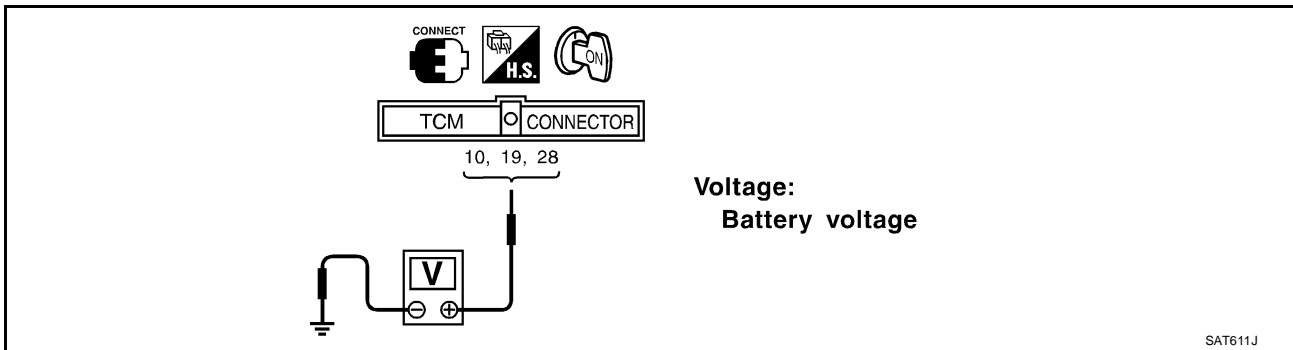 CONNECT
H.S.
ON
TCM CONNECTOR
10, 19, 28
Voltage:
Battery voltage
V
SAT611J